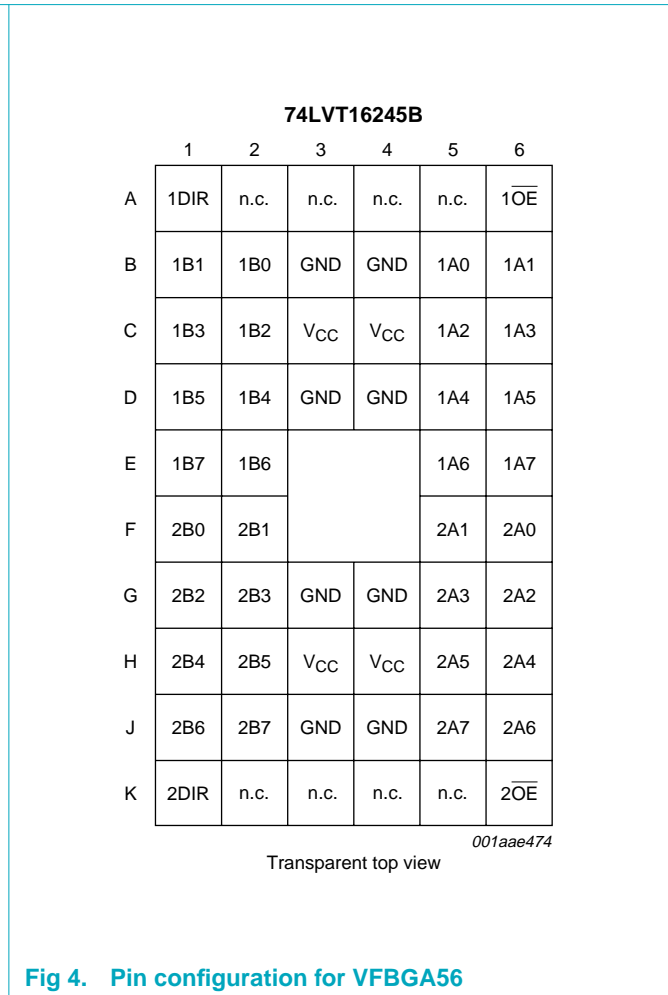 74LVT16245B
1 2 3 4 5 6
A 1DIR n.c. n.c. n.c. n.c. 1O̅E̅
B 1B1 1B0 GND GND 1A0 1A1
C 1B3 1B2 VCC VCC 1A2 1A3
D 1B5 1B4 GND GND 1A4 1A5
E 1B7 1B6 1A6 1A7
F 2B0 2B1 2A1 2A0
G 2B2 2B3 GND GND 2A3 2A2
H 2B4 2B5 VCC VCC 2A5 2A4
J 2B6 2B7 GND GND 2A7 2A6
K 2DIR n.c. n.c. n.c. n.c. 2O̅E̅
001aae474
Transparent top view
Fig 4. Pin configuration for VFBGA56